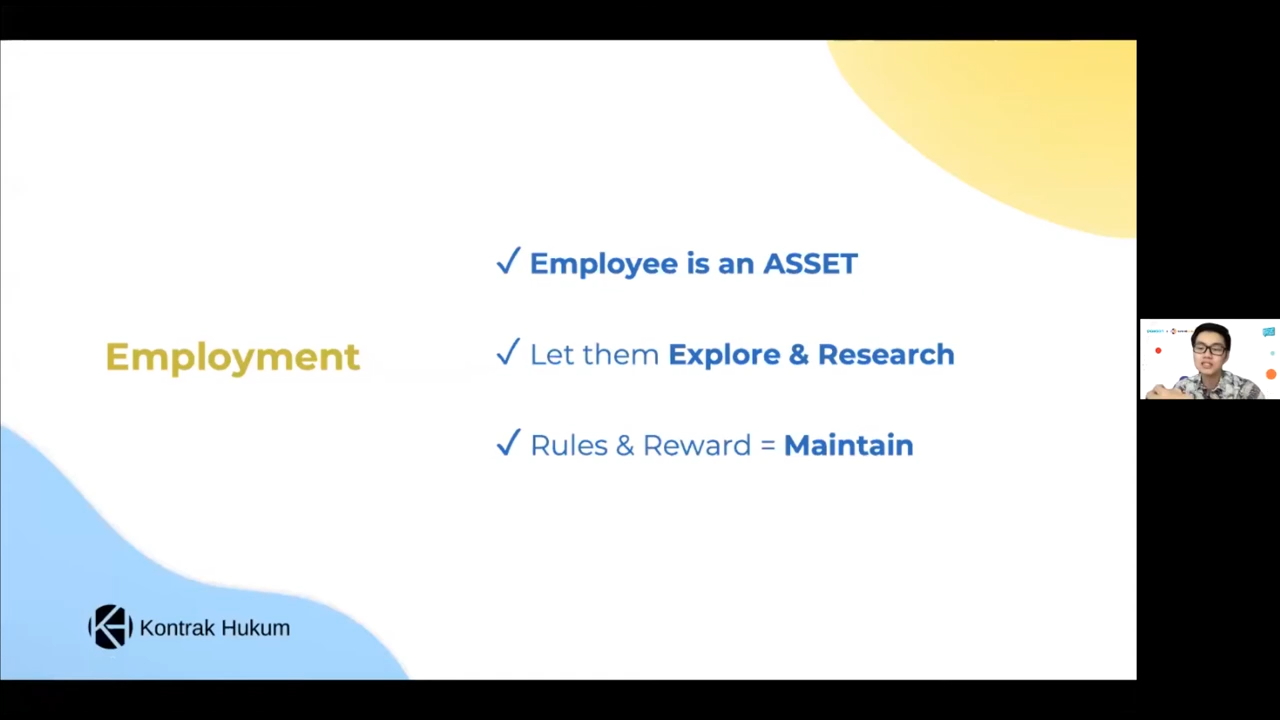 Employment
✓ Employee is an ASSET
✓ Let them Explore & Research
✓ Rules & Reward = Maintain
Kontrak Hukum